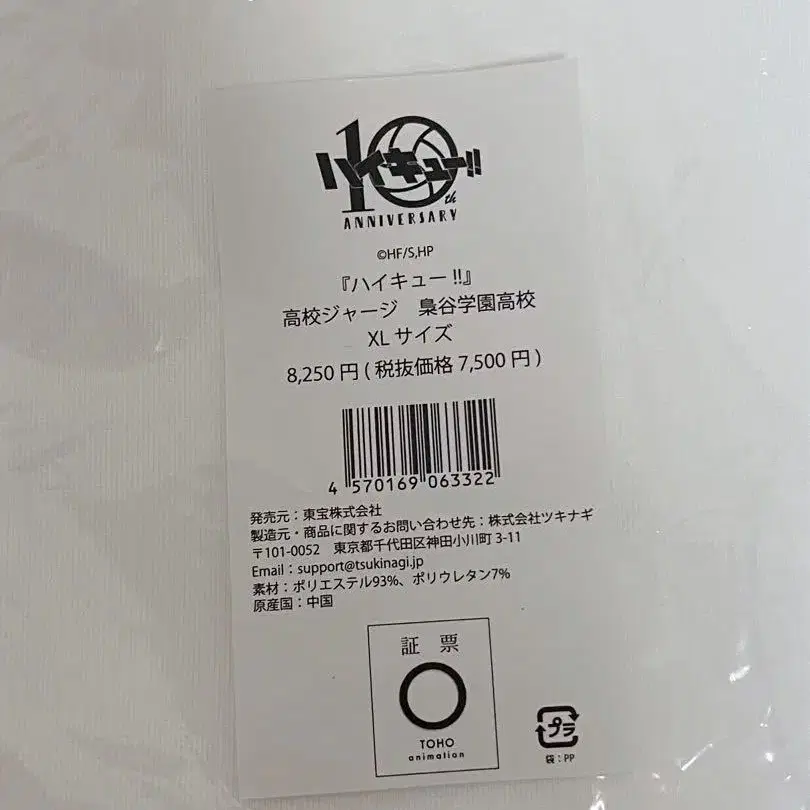 10th
ハイキュー!!
ANNIVERSARY
©HF/S,HP
『ハイキュー!!』
高校ジャージ　梟谷学園高校
XLサイズ
8,250円(税抜価格7,500円)
4 570169 063322
発売元：東宝株式会社
製造元・商品に関するお問い合わせ先：株式会社ツキナギ
〒101-0052　東京都千代田区神田小川町3-11
Email：support@tsukinagi.jp
素材：ポリエステル93%、ポリウレタン7%
原産国：中国
証 票
TOHO
animation
プラ
袋：PP